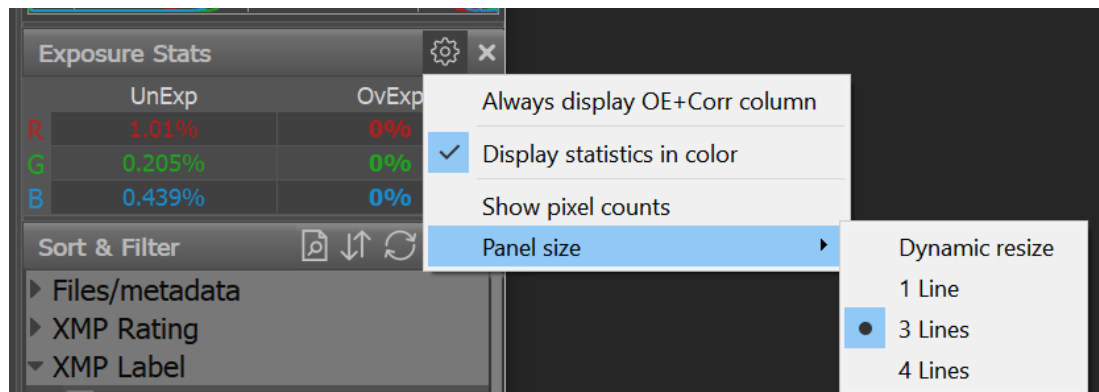 Exposure Stats
UnExp OvExp
R 1.01% 0%
G 0.205% 0%
B 0.439% 0%
Always display OE+Corr column
Display statistics in color
Show pixel counts
Panel size
Dynamic resize
1 Line
3 Lines
4 Lines
Sort & Filter
Files/metadata
XMP Rating
XMP Label